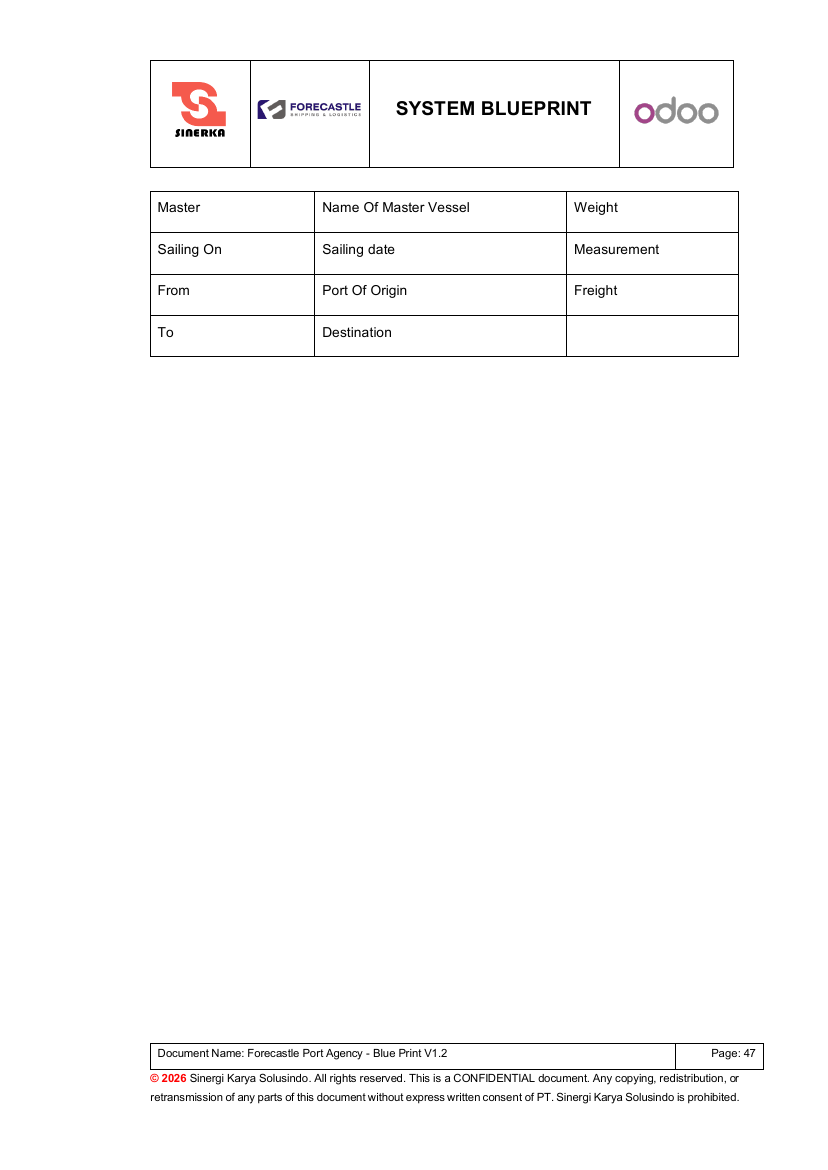 SINERKA
FORECASTLE
SHIPPING & LOGISTICS
SYSTEM BLUEPRINT
odoo
Master Name Of Master Vessel Weight
Sailing On Sailing date Measurement
From Port Of Origin Freight
To Destination
Document Name: Forecastle Port Agency - Blue Print V1.2 Page: 47
© 2026 Sinergi Karya Solusindo. All rights reserved. This is a CONFIDENTIAL document. Any copying, redistribution, or
retransmission of any parts of this document without express written consent of PT. Sinergi Karya Solusindo is prohibited.